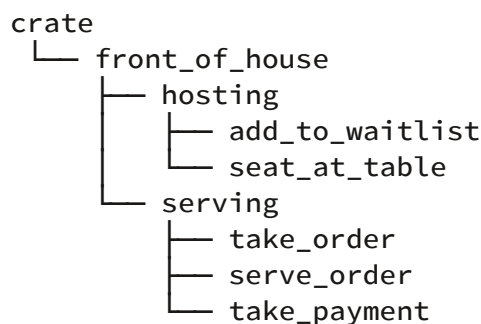 crate
└── front_of_house
    ├── hosting
    │   ├── add_to_waitlist
    │   └── seat_at_table
    └── serving
        ├── take_order
        ├── serve_order
        └── take_payment